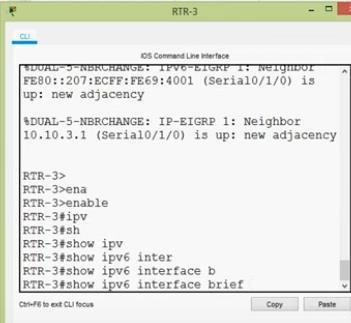 RTR-3
CLI
IOS Command Line Interface
%DUAL-5-NBRCHANGE: IPv6-EIGRP 1: Neighbor
FE80::207:ECFF:FE69:4001 (Serial0/1/0) is
up: new adjacency
%DUAL-5-NBRCHANGE: IP-EIGRP 1: Neighbor
10.10.3.1 (Serial0/1/0) is up: new adjacency
RTR-3>
RTR-3>ena
RTR-3>enable
RTR-3#ipv
RTR-3#sh
RTR-3#show ipv
RTR-3#show ipv6 inter
RTR-3#show ipv6 interface b
RTR-3#show ipv6 interface brief
Ctrl+F6 to exit CLI focus
Copy
Paste